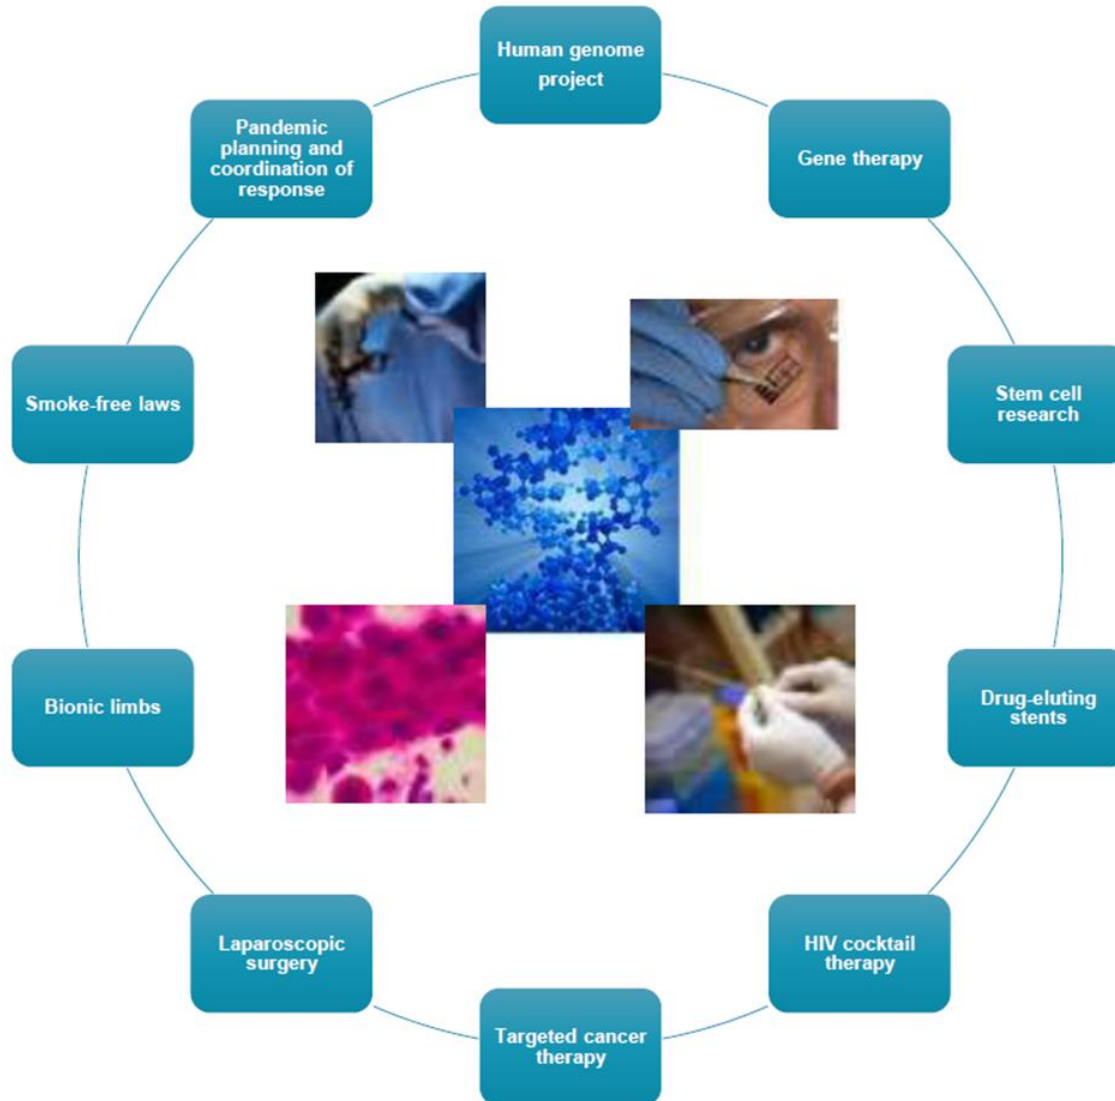 Human genome
project
Gene therapy
Stem cell
research
Drug-eluting
stents
HIV cocktail
therapy
Targeted cancer
therapy
Laparoscopic
surgery
Bionic limbs
Smoke-free laws
Pandemic
planning and
coordination of
response